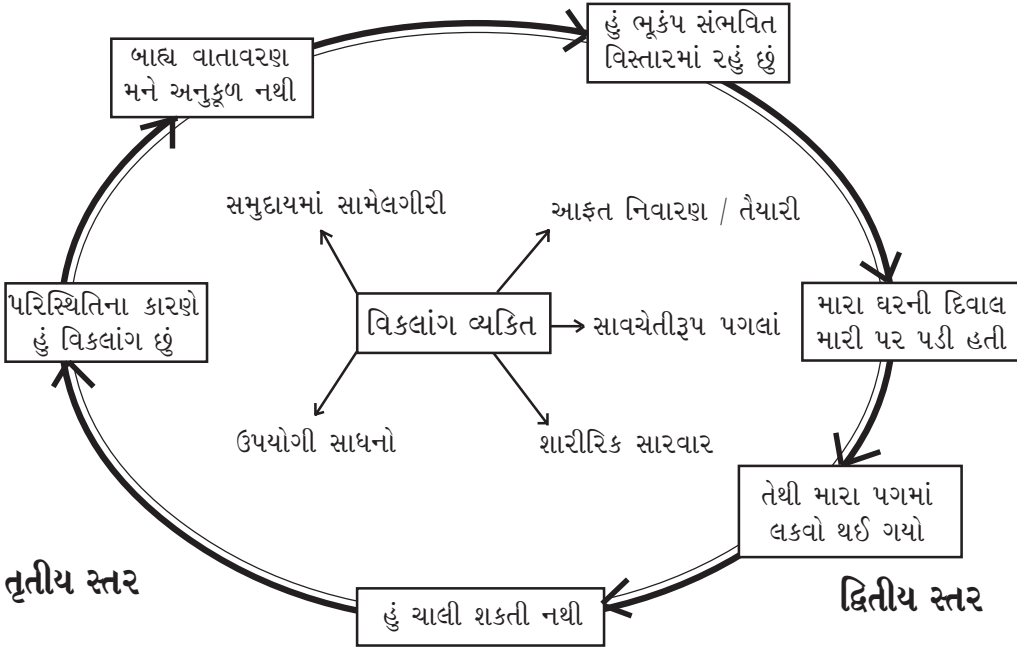 હું ભૂકંપ સંભવિત
વિસ્તારમાં રહું છું
બાહ્ય વાતાવરણ
મને અનુકૂળ નથી
સમુદાયમાં સામેલગીરી
આફત નિવારણ / તૈયારી
પરિસ્થિતિના કારણે
હું વિકલાંગ છું
વિકલાંગ વ્યકિત
સાવચેતીરૂપ પગલાં
મારા ઘરની દિવાલ
મારી પર પડી હતી
ઉપયોગી સાધનો
શારીરિક સારવાર
તેથી મારા પગમાં
લકવો થઈ ગયો
તૃતીય સ્તર
હું ચાલી શકતી નથી
દ્વિતીય સ્તર